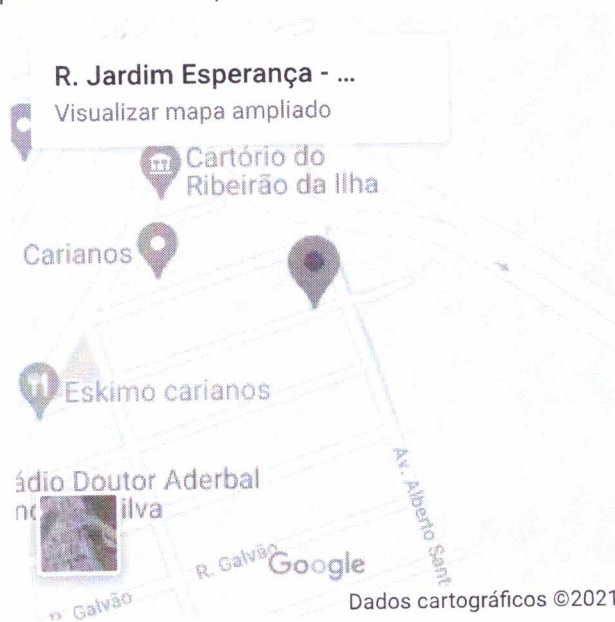 R. Jardim Esperança - ...
Visualizar mapa ampliado
Cartório do
Ribeirão da Ilha
Carianos
Eskimo carianos
ádio Doutor Aderbal
ilva
Av. Alberto Sant
R. Galvão
Google
R. Galvão
Dados cartográficos ©2021